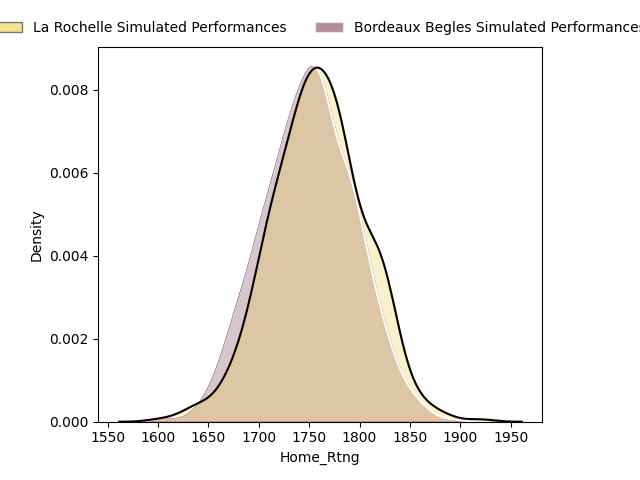 La Rochelle Simulated Performances
Bordeaux Begles Simulated Performances
0.008
0.006
0.004
0.002
0.000
Density
1550 1600 1650 1700 1750 1800 1850 1900 1950
Home_Rtng